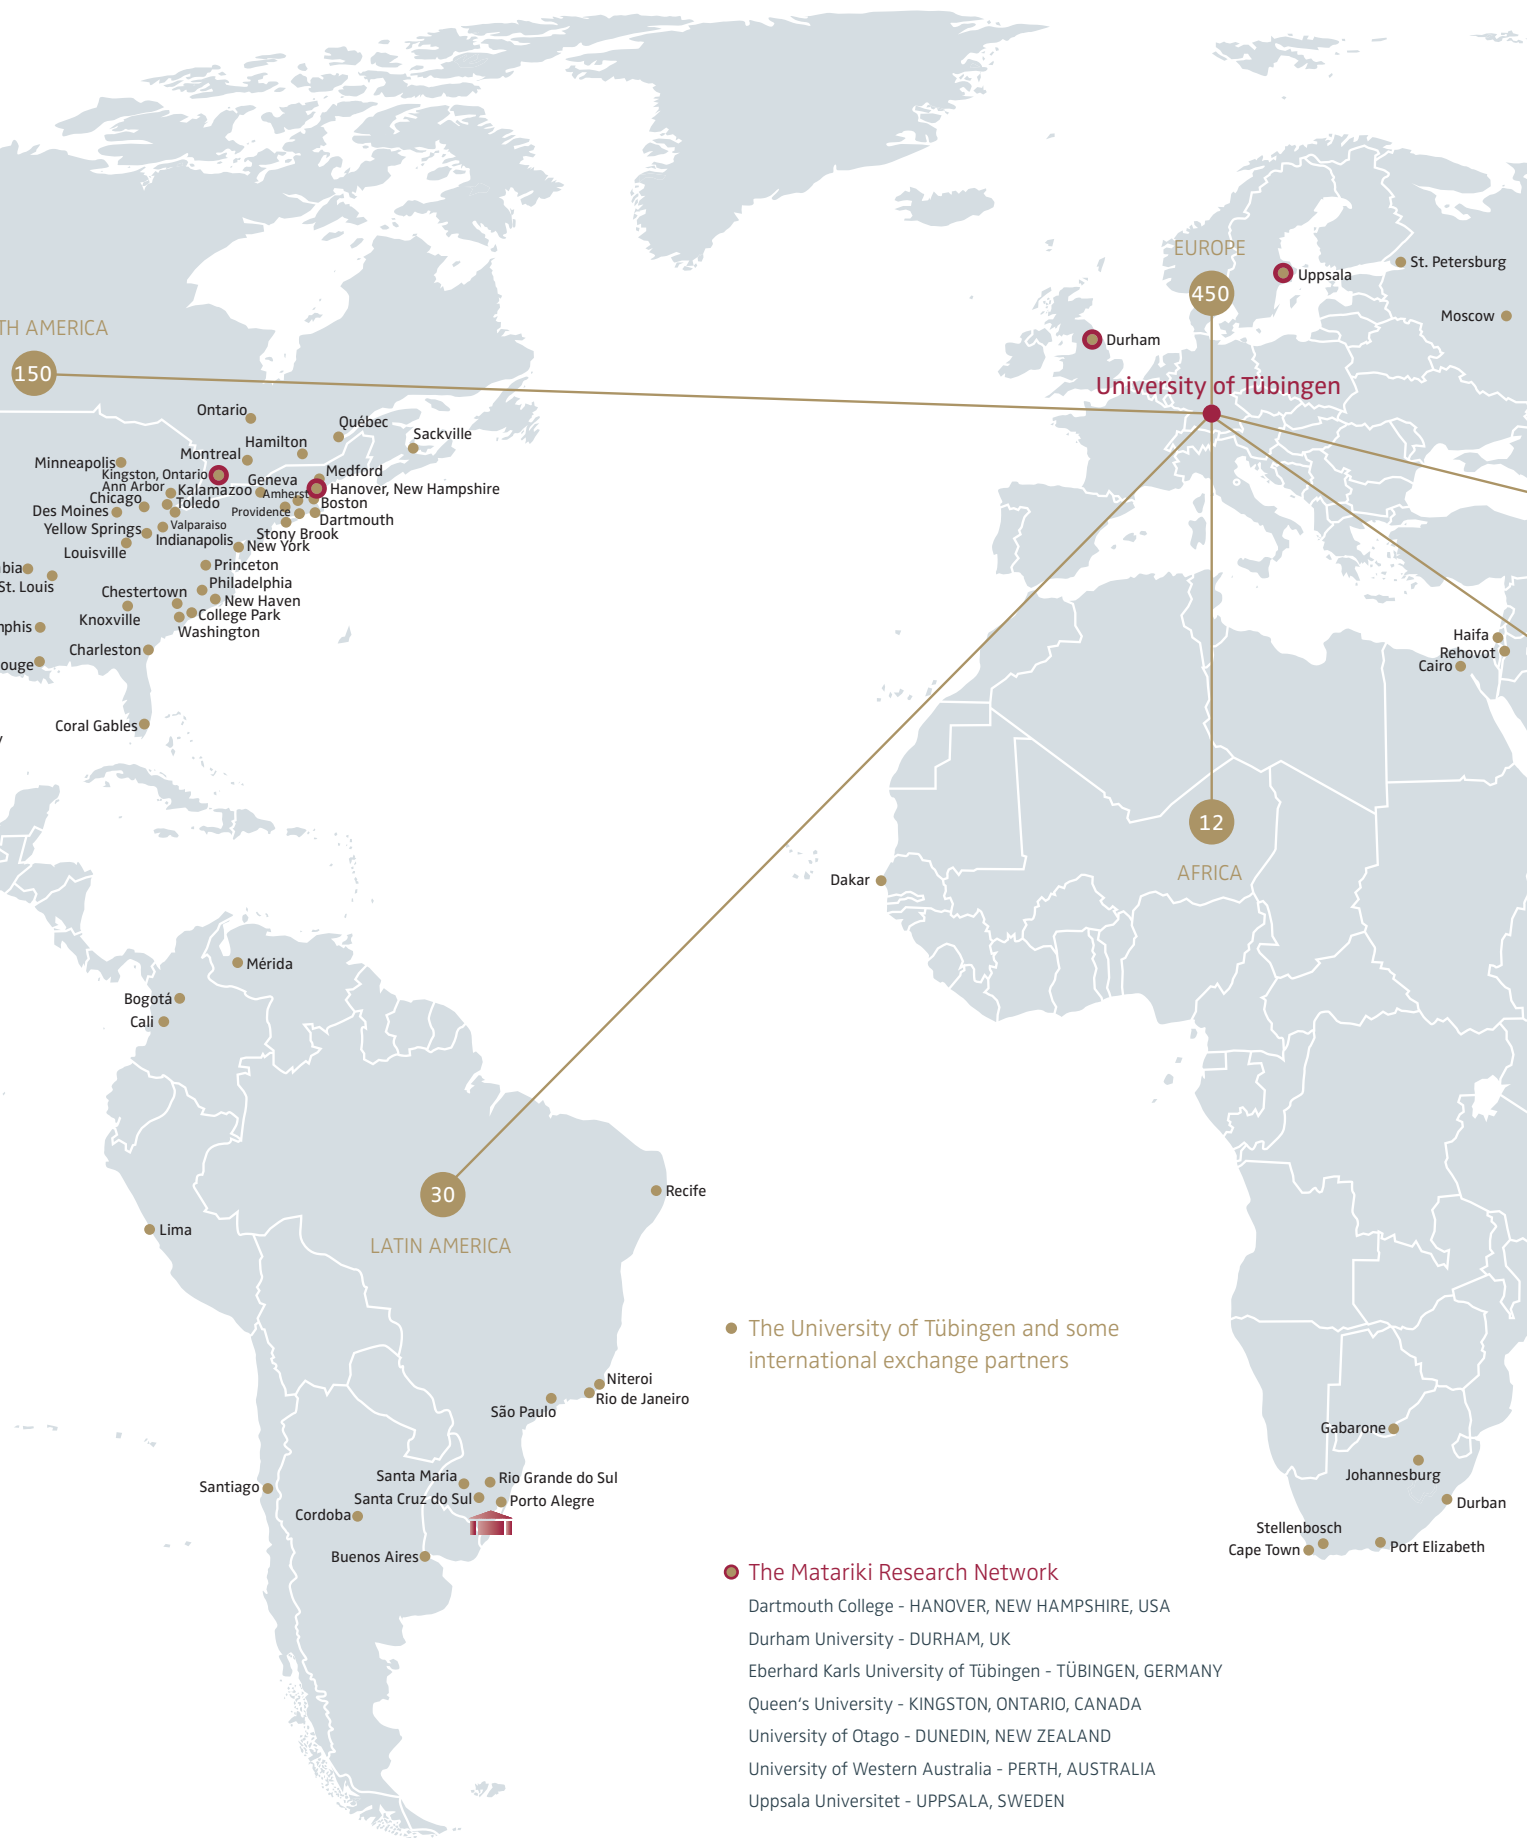 EUROPE
450
Uppsala
St. Petersburg
Moscow
Durham
University of Tübingen
TH AMERICA
150
Ontario
Québec
Sackville
Hamilton
Montreal
Minneapolis
Kingston, Ontario
Medford
Ann Arbor
Kalamazoo
Geneva
Hanover, New Hampshire
Amherst
Chicago
Toledo
Boston
Des Moines
Providence
Dartmouth
Yellow Springs
Valparaiso
Stony Brook
Indianapolis
New York
Louisville
Princeton
bia
St. Louis
Philadelphia
Chestertown
New Haven
Knoxville
College Park
Washington
mphis
Charleston
ouge
Coral Gables
y
Haifa
Rehovot
Cairo
12
AFRICA
Dakar
Mérida
Bogotá
Cali
30
LATIN AMERICA
Recife
Lima
The University of Tübingen and some
international exchange partners
Niteroi
Rio de Janeiro
São Paulo
Gabarone
Johannesburg
Durban
Stellenbosch
Cape Town
Port Elizabeth
Santiago
Santa Maria
Rio Grande do Sul
Santa Cruz do Sul
Porto Alegre
Cordoba
Buenos Aires
The Matariki Research Network
Dartmouth College - HANOVER, NEW HAMPSHIRE, USA
Durham University - DURHAM, UK
Eberhard Karls University of Tübingen - TÜBINGEN, GERMANY
Queen's University - KINGSTON, ONTARIO, CANADA
University of Otago - DUNEDIN, NEW ZEALAND
University of Western Australia - PERTH, AUSTRALIA
Uppsala Universitet - UPPSALA, SWEDEN